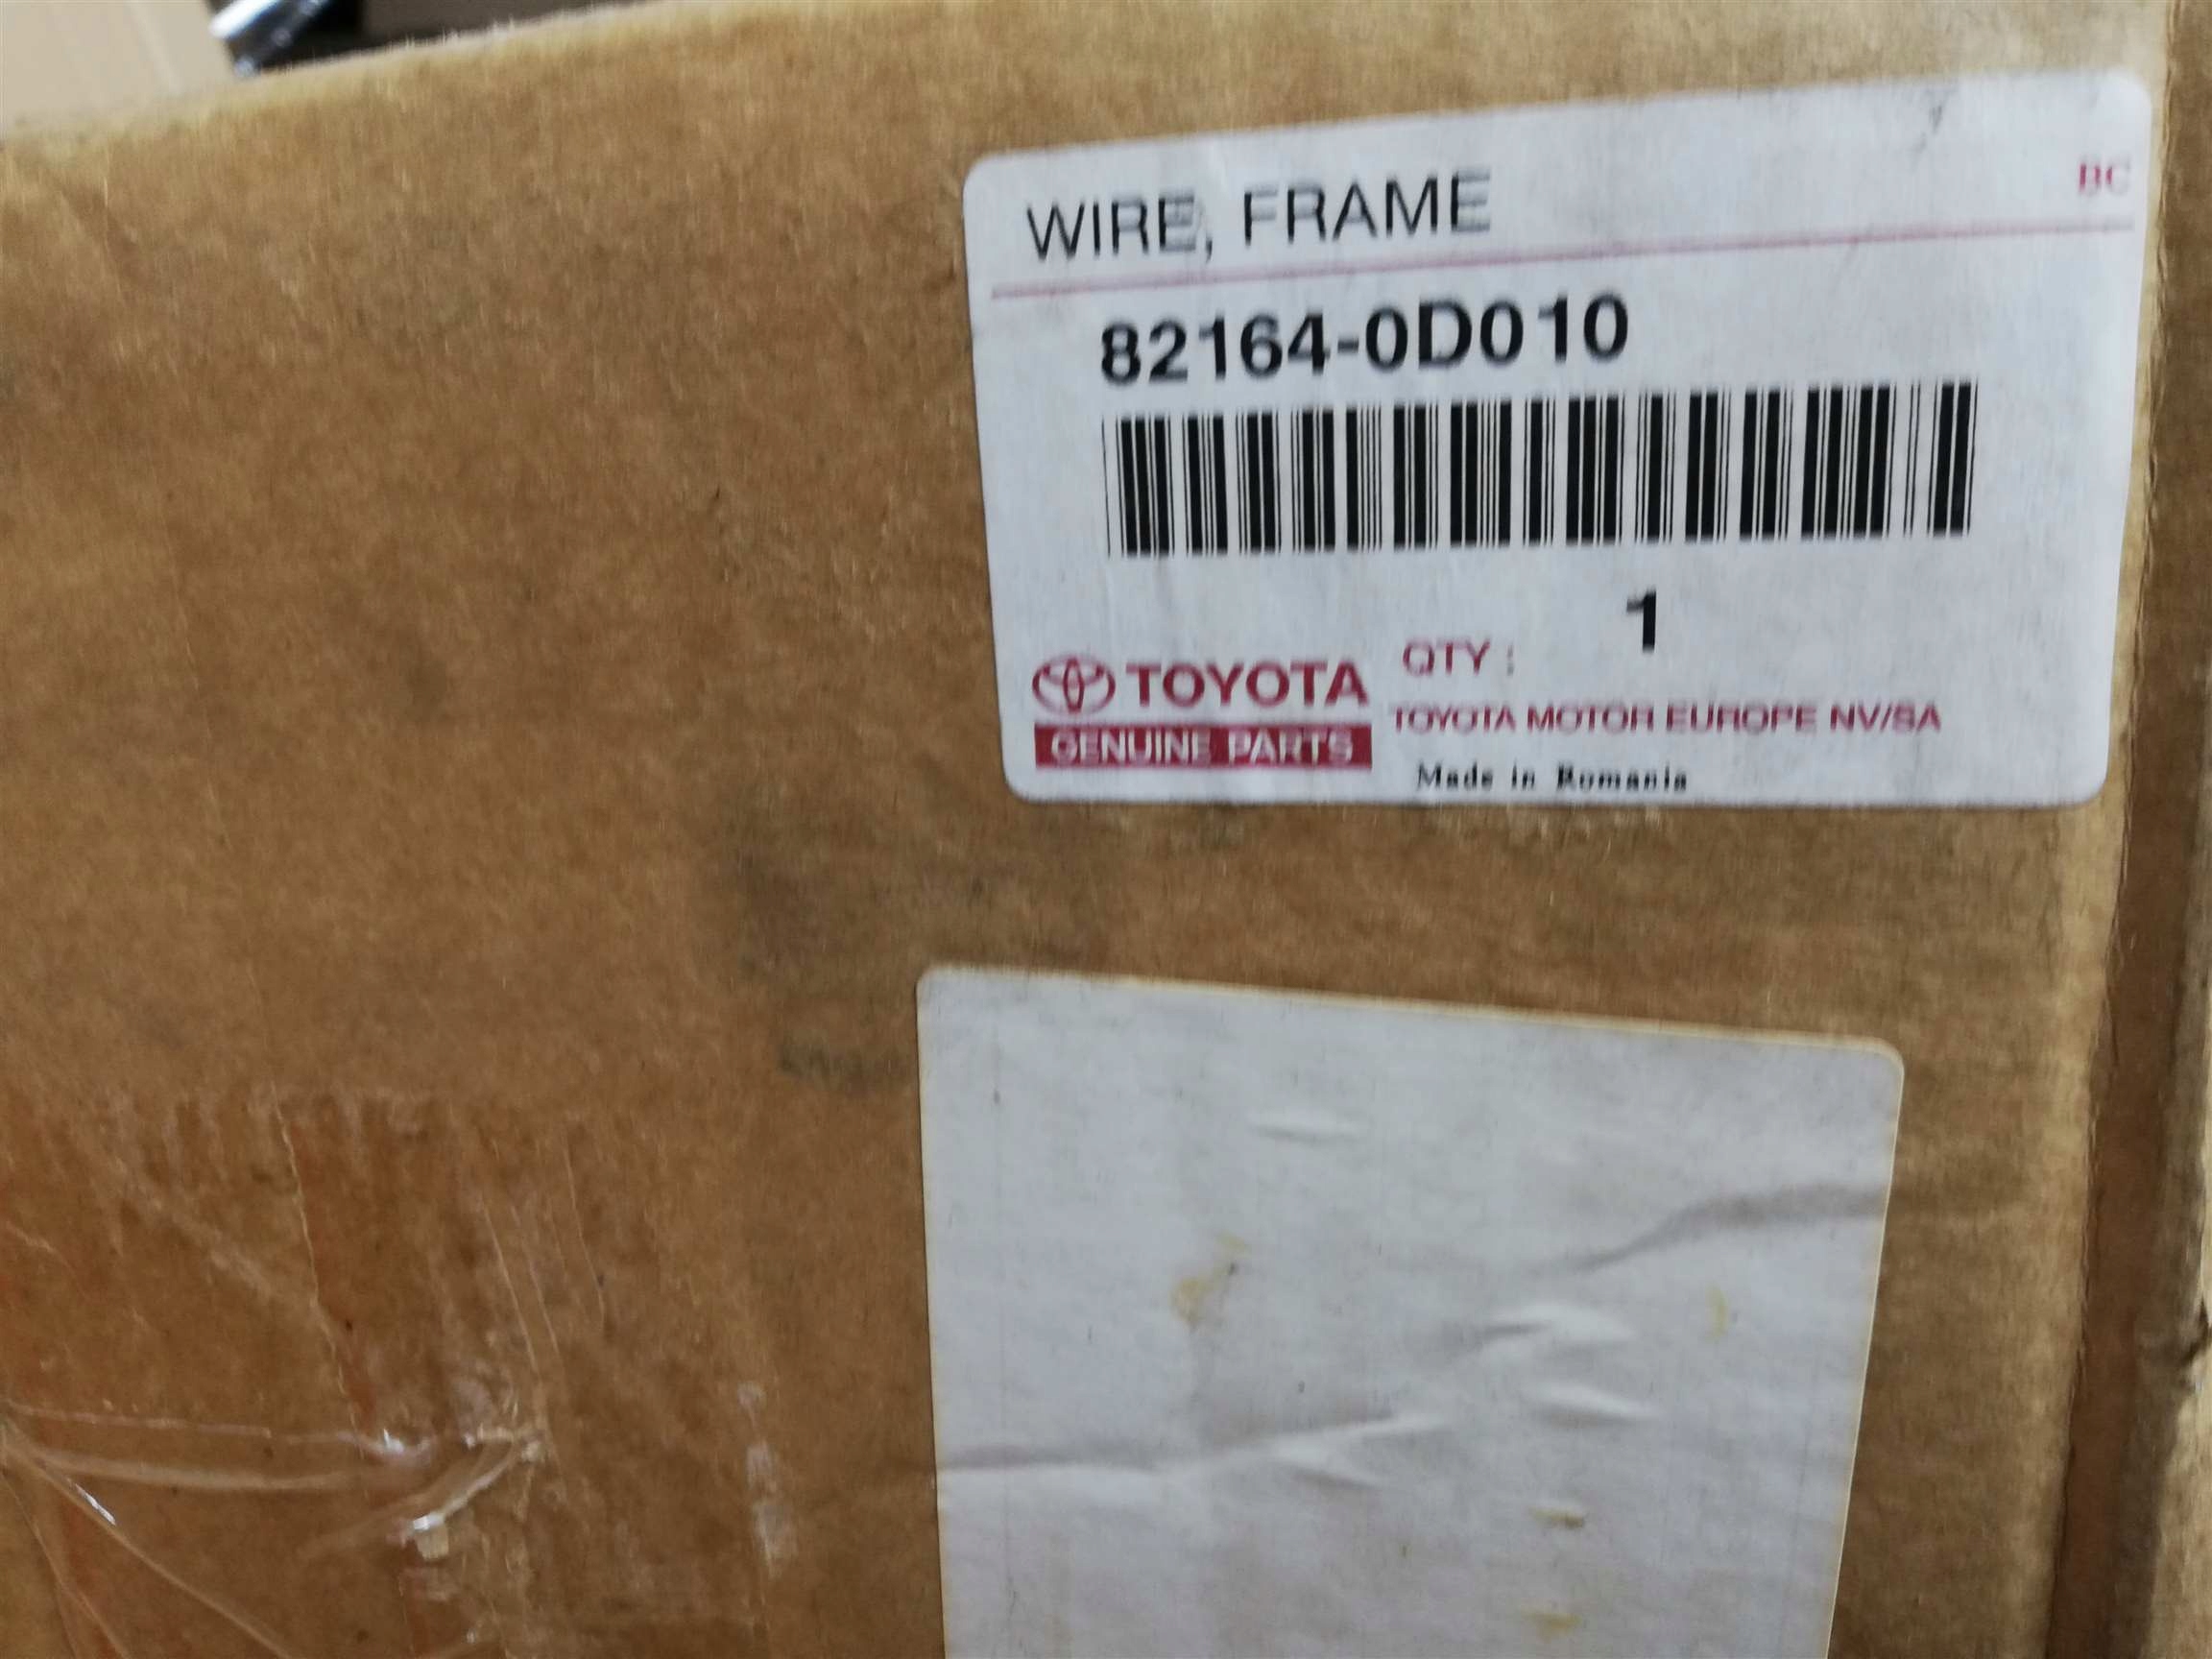 BC
WIRE, FRAME
82164-0D010
1
QTY :
TOYOTA
TOYOTA MOTOR EUROPE NV/SA
GENUINE PARTS
Made in Romania